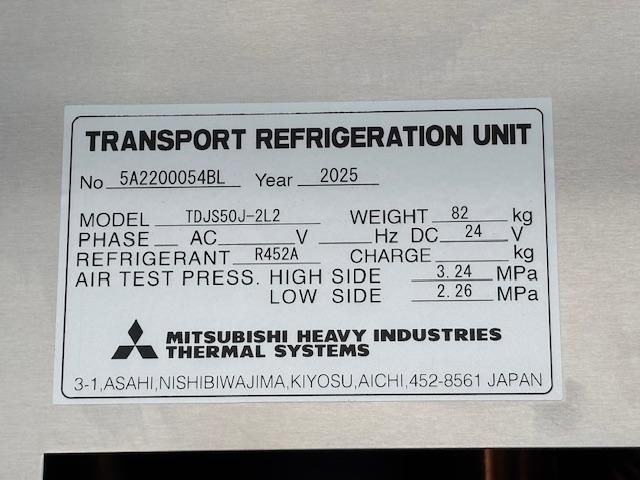 TRANSPORT REFRIGERATION UNIT
No 5A2200054BL Year 2025
MODEL TDJS50J-2L2 WEIGHT 82 kg
PHASE AC V Hz DC 24 V
REFRIGERANT R452A CHARGE kg
AIR TEST PRESS. HIGH SIDE 3.24 MPa
LOW SIDE 2.26 MPa
MITSUBISHI HEAVY INDUSTRIES
THERMAL SYSTEMS
3-1,ASAHI,NISHIBIWAJIMA,KIYOSU,AICHI,452-8561 JAPAN